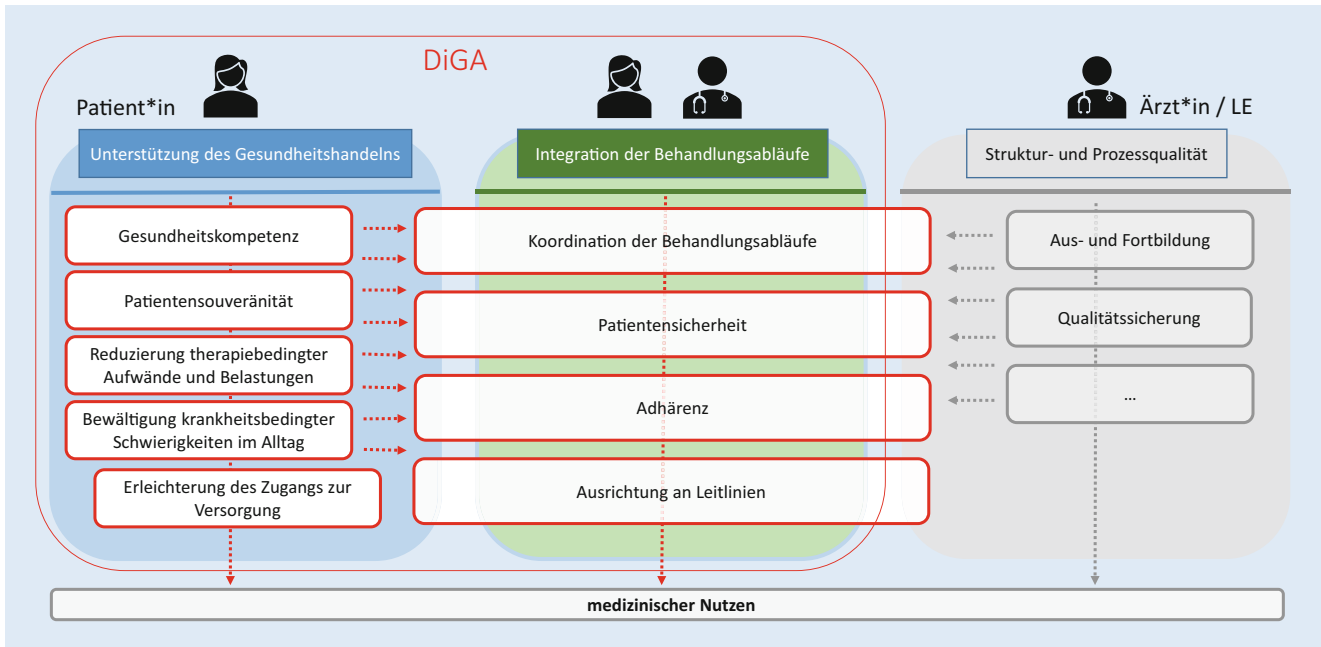 DiGA
Patient*in
Ärzt*in / LE
Unterstützung des Gesundheitshandelns
Integration der Behandlungsabläufe
Struktur- und Prozessqualität
Gesundheitskompetenz
Patientensouveränität
Reduzierung therapiebedingter
Aufwände und Belastungen
Bewältigung krankheitsbedingter
Schwierigkeiten im Alltag
Erleichterung des Zugangs zur
Versorgung
Koordination der Behandlungsabläufe
Patientensicherheit
Adhärenz
Ausrichtung an Leitlinien
Aus- und Fortbildung
Qualitätssicherung
...
medizinischer Nutzen